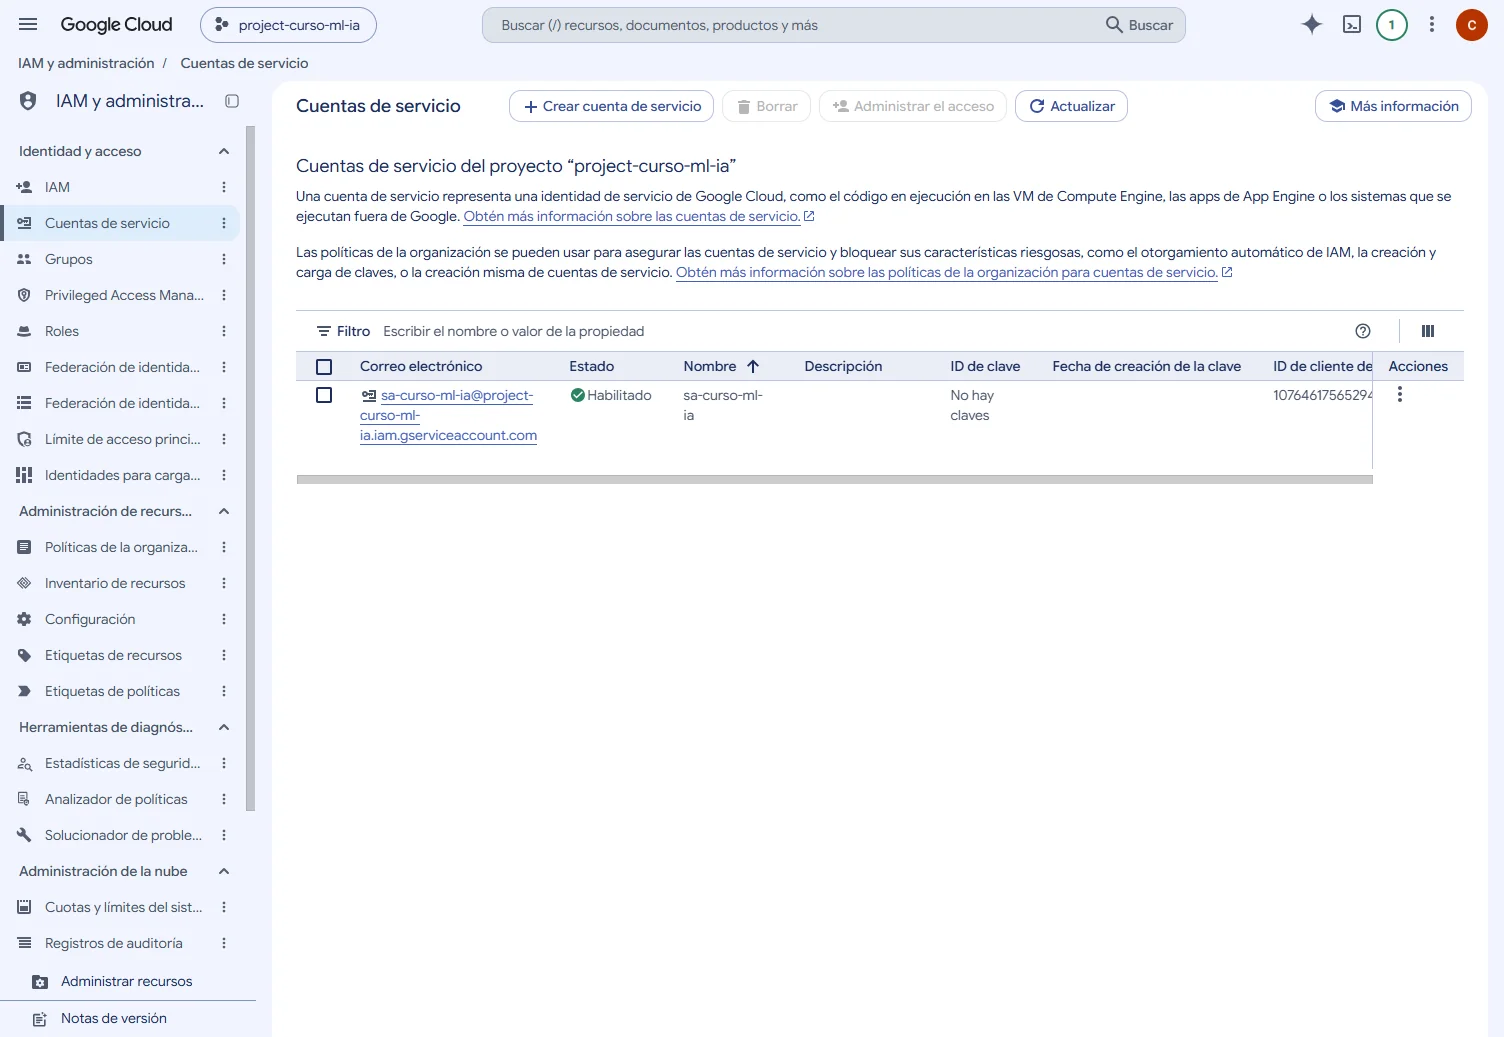 Google Cloud
project-curso-ml-ia
Buscar (/) recursos, documentos, productos y más
Buscar
1
C
IAM y administración / Cuentas de servicio
IAM y administra...
Identidad y acceso
IAM
Cuentas de servicio
Grupos
Privileged Access Mana...
Roles
Federación de identida...
Federación de identida...
Límite de acceso princi...
Identidades para carga...
Administración de recurs...
Políticas de la organiza...
Inventario de recursos
Configuración
Etiquetas de recursos
Etiquetas de políticas
Herramientas de diagnós...
Estadísticas de segurid...
Analizador de políticas
Solucionador de proble...
Administración de la nube
Cuotas y límites del sist...
Registros de auditoría
Administrar recursos
Notas de versión
Cuentas de servicio
Crear cuenta de servicio
Borrar
Administrar el acceso
Actualizar
Más información
Cuentas de servicio del proyecto “project-curso-ml-ia”
Una cuenta de servicio representa una identidad de servicio de Google Cloud, como el código en ejecución en las VM de Compute Engine, las apps de App Engine o los sistemas que se
ejecutan fuera de Google. Obtén más información sobre las cuentas de servicio.
Las políticas de la organización se pueden usar para asegurar las cuentas de servicio y bloquear sus características riesgosas, como el otorgamiento automático de IAM, la creación y
carga de claves, o la creación misma de cuentas de servicio. Obtén más información sobre las políticas de la organización para cuentas de servicio.
Filtro Escribir el nombre o valor de la propiedad
Correo electrónico Estado Nombre Descripción ID de clave Fecha de creación de la clave ID de cliente de Acciones
sa-curso-ml-ia@project-
curso-ml-
ia.iam.gserviceaccount.com
Habilitado
sa-curso-ml-
ia
No hay
claves
10764617565294